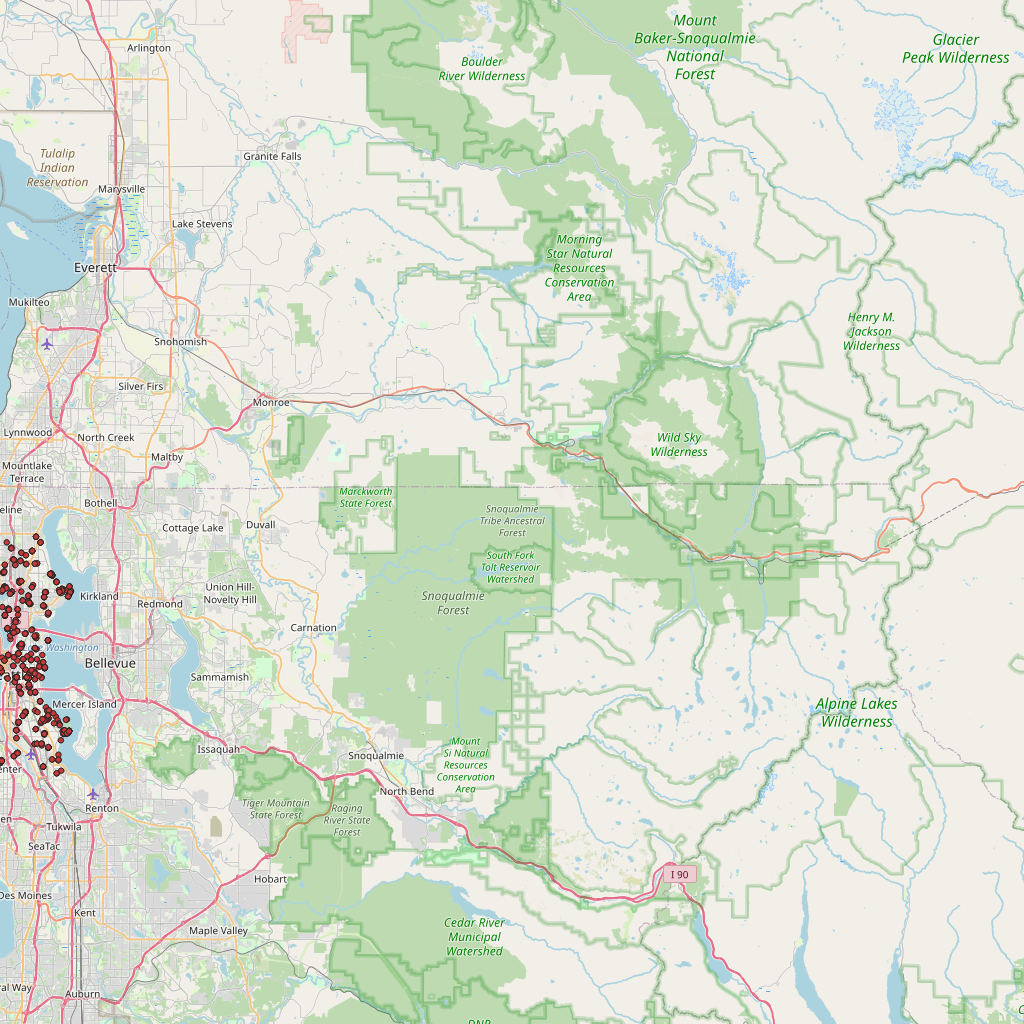 Mount
Baker-Snoqualmie
National
Forest
Glacier
Peak Wilderness
Arlington
Boulder
River Wilderness
Tulalip
Indian
Reservation
Granite Falls
Marysville
Lake Stevens
Morning
Star Natural
Resources
Conservation
Area
Everett
Mukilteo
Henry M.
Jackson
Wilderness
Snohomish
Silver Firs
Monroe
Lynnwood
North Creek
Wild Sky
Wilderness
Maltby
Mountlake
Terrace
Marckworth
State Forest
Bothell
eline
Snoqualmie
Tribe Ancestral
Forest
Cottage Lake
Duvall
South Fork
Tolt Reservoir
Watershed
Kirkland
Redmond
Union Hill-
Novelty Hill
Snoqualmie
Forest
Carnation
Washington
Bellevue
Sammamish
Mercer Island
Alpine Lakes
Wilderness
Issaquah
Snoqualmie
Mount
Si Natural
Resources
Conservation
Area
enter
North Bend
Renton
Tiger Mountain
State Forest
Raging
River State
Forest
en
Tukwila
SeaTac
I 90
Hobart
Des Moines
Kent
Maple Valley
Cedar River
Municipal
Watershed
ral Way
Auburn
DNR